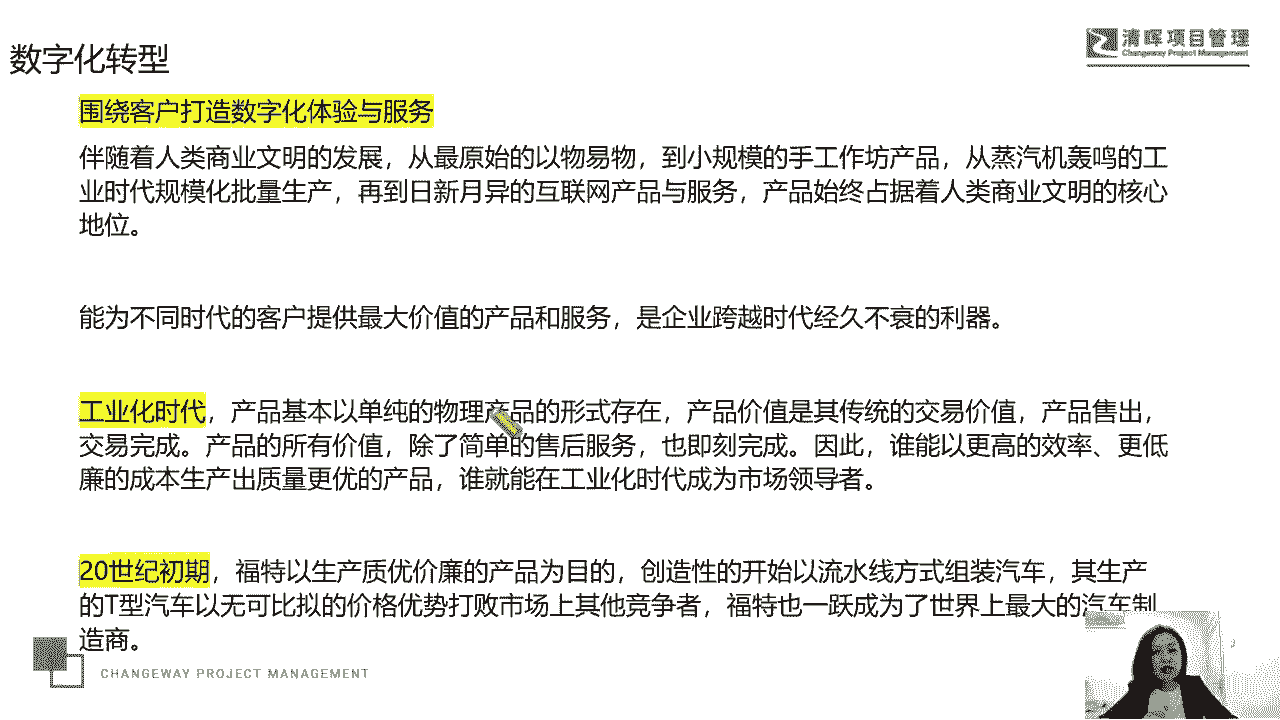 数字化转型
清晖项目管理
Changeway Project Management
围绕客户打造数字化体验与服务
伴随着人类商业文明的发展，从最原始的以物易物，到小规模的手工作坊产品，从蒸汽机轰鸣的工
业时代规模化批量生产，再到日新月异的互联网产品与服务，产品始终占据着人类商业文明的核心
地位。
能为不同时代的客户提供最大价值的产品和服务，是企业跨越时代经久不衰的利器。
工业化时代，产品基本以单纯的物理产品的形式存在，产品价值是其传统的交易价值，产品售出，
交易完成。产品的所有价值，除了简单的售后服务，也即刻完成。因此，谁能以更高的效率、更低
廉的成本生产出质量更优的产品，谁就能在工业化时代成为市场领导者。
20世纪初期，福特以生产质优价廉的产品为目的，创造性的开始以流水线方式组装汽车，其生产
的T型汽车以无可比拟的价格优势打败市场上其他竞争者，福特也一跃成为了世界上最大的汽车制
造商。
CHANGEWAY PROJECT MANAGEMENT